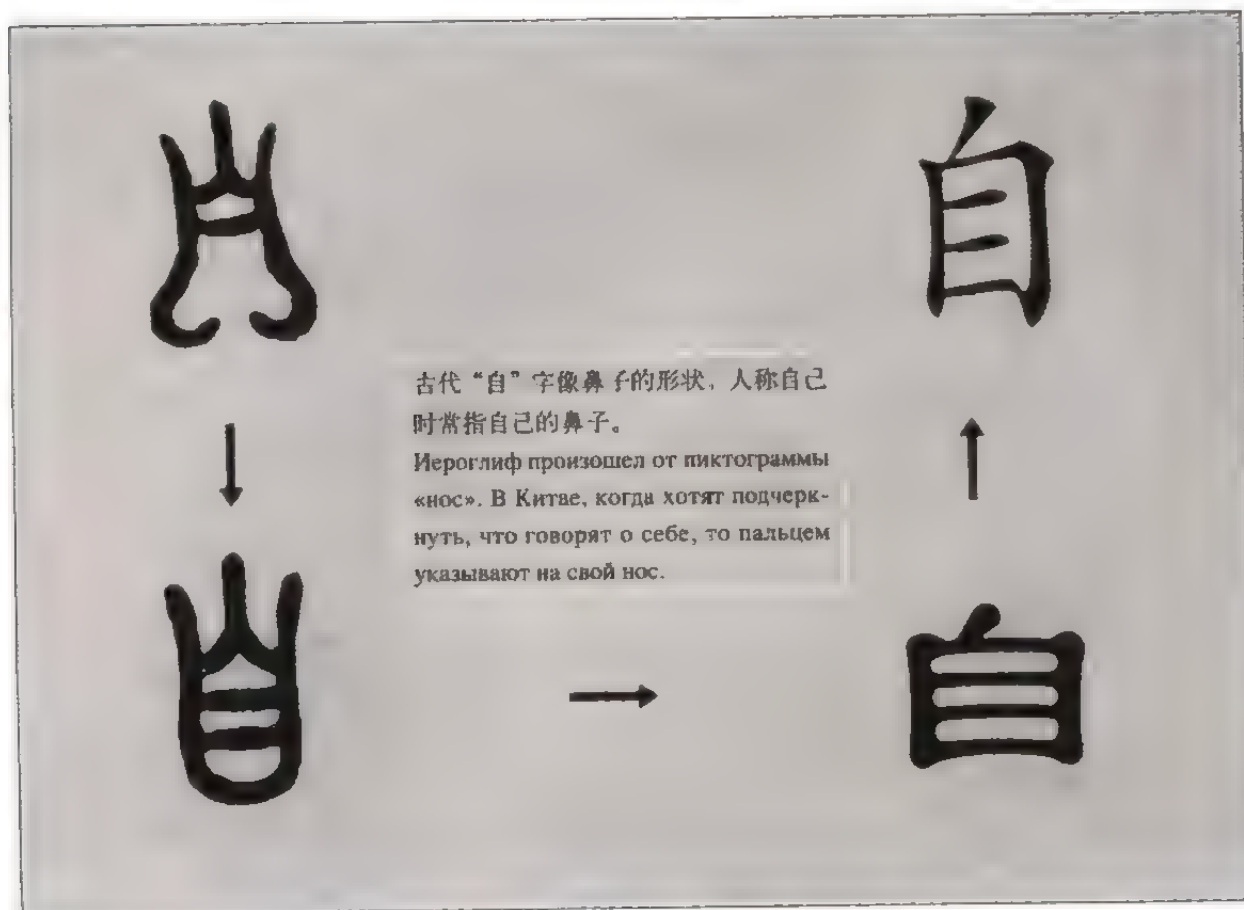 自
古代“自”字像鼻子的形状，人称自己
时常指自己的鼻子。
Иероглиф произошел от пиктограммы
«нос». В Китае, когда хотят подчерк-
нуть, что говорят о себе, то пальцем
указывают на свой нос.
自